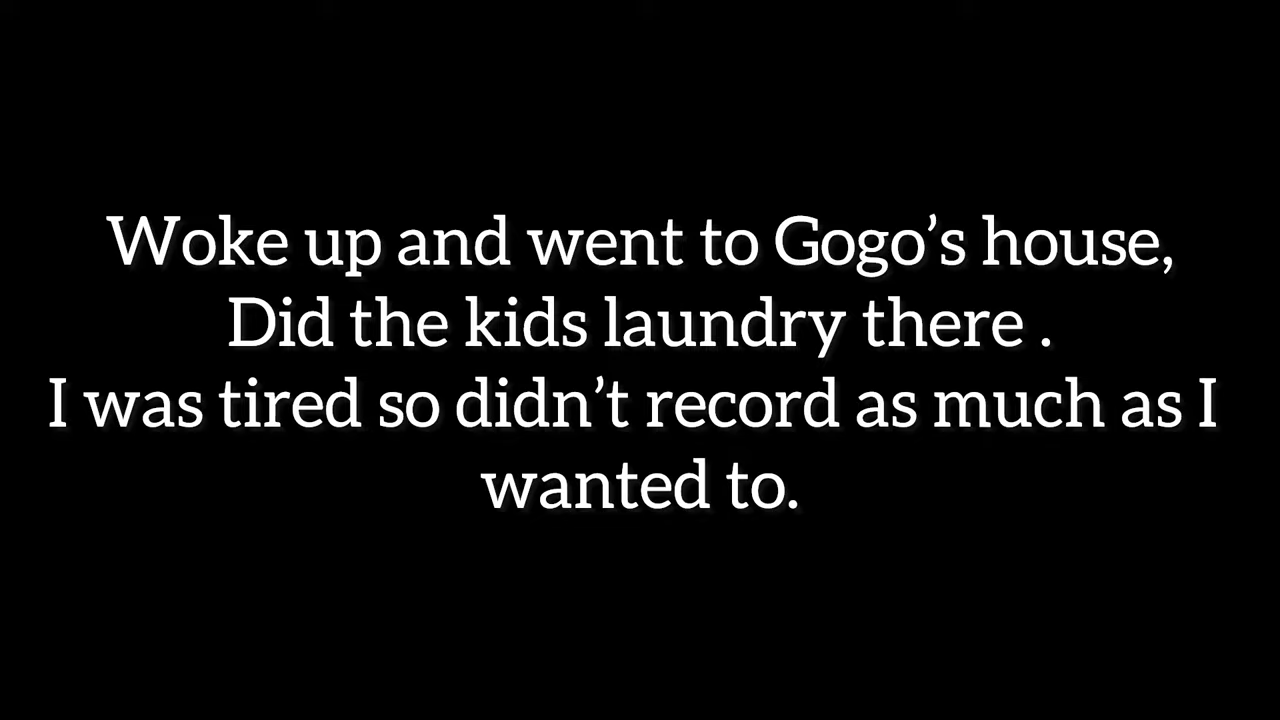 Woke up and went to Gogo’s house,
Did the kids laundry there .
I was tired so didn’t record as much as I
wanted to.